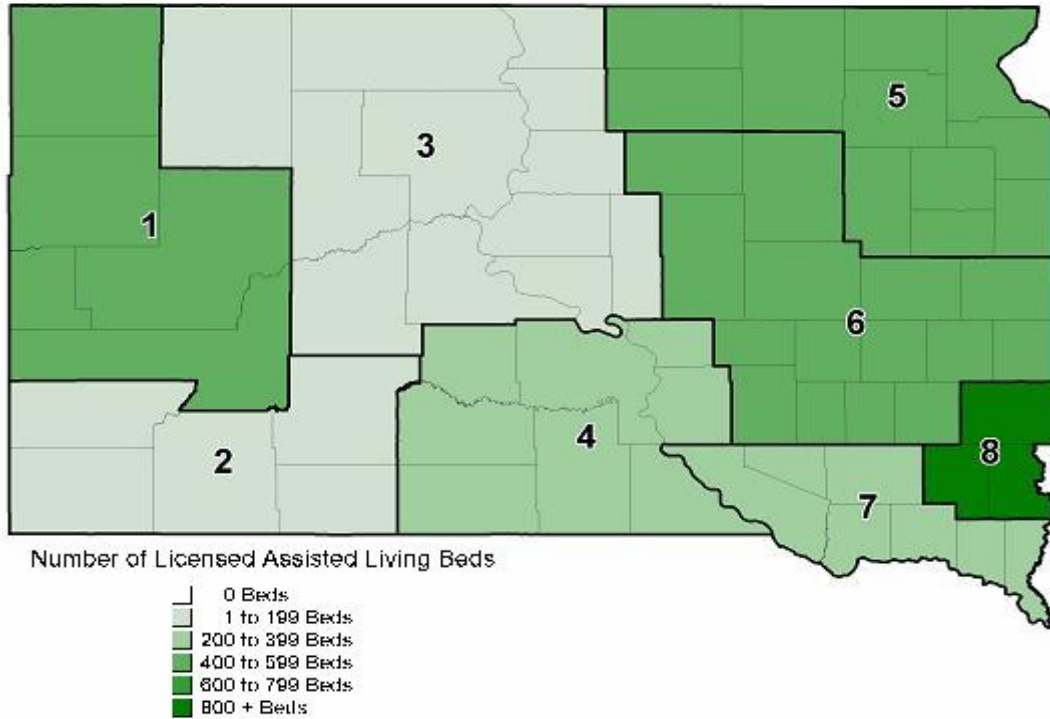 5
3
1
6
4
8
2
7
Number of Licensed Assisted Living Beds
0 Beds
1 to 199 Beds
200 to 399 Beds
400 to 599 Beds
600 to 799 Beds
800 + Beds